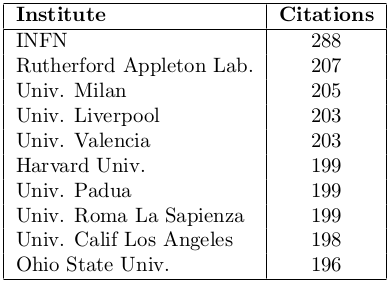 Institute Citations
INFN 288
Rutherford Appleton Lab. 207
Univ. Milan 205
Univ. Liverpool 203
Univ. Valencia 203
Harvard Univ. 199
Univ. Padua 199
Univ. Roma La Sapienza 199
Univ. Calif Los Angeles 198
Ohio State Univ. 196